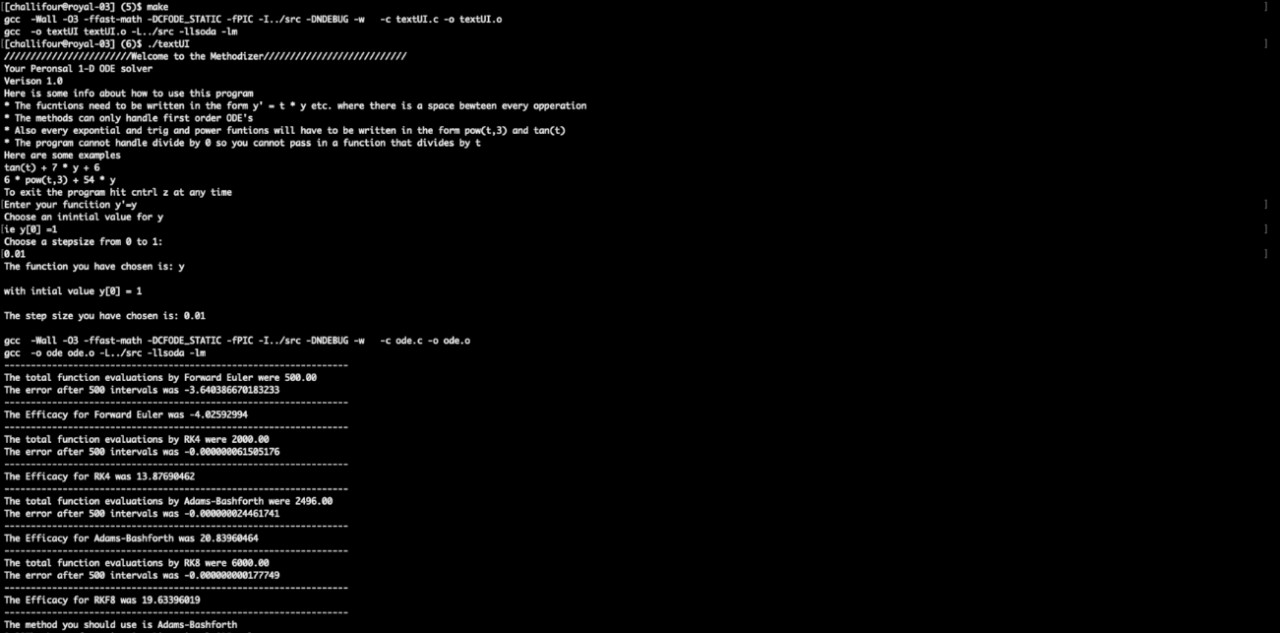 [[challifour@royal-03] (5)$ make ]
gcc -Wall -O3 -ffast-math -DCFODE_STATIC -fPIC -I../src -DNDEBUG -w -c textUI.c -o textUI.o
gcc -o textUI textUI.o -L../src -llsoda -lm
[[challifour@royal-03] (6)$ ./textUI ]
////////////////////////Welcome to the Methodizer///////////////////////////
Your Peronsal 1-D ODE solver
Verison 1.0
Here is some info about how to use this program
* The fucntions need to be written in the form y' = t * y etc. where there is a space bewteen every opperation
* The methods can only handle first order ODE's
* Also every expontial and trig and power funtions will have to be written in the form pow(t,3) and tan(t)
* The program cannot handle divide by 0 so you cannot pass in a function that divides by t
Here are some examples
tan(t) + 7 * y + 6
6 * pow(t,3) + 54 * y
To exit the program hit cntrl z at any time
[Enter your funcition y'=y ]
Choose an inintial value for y
[ie y[0] =1 ]
Choose a stepsize from 0 to 1:
[0.01 ]
The function you have chosen is: y
with intial value y[0] = 1
The step size you have chosen is: 0.01
gcc -Wall -O3 -ffast-math -DCFODE_STATIC -fPIC -I../src -DNDEBUG -w -c ode.c -o ode.o
gcc -o ode ode.o -L../src -llsoda -lm
----------------------------------------------------------------
The total function evaluations by Forward Euler were 500.00
The error after 500 intervals was -3.640386670183233
----------------------------------------------------------------
The Efficacy for Forward Euler was -4.02592994
----------------------------------------------------------------
The total function evaluations by RK4 were 2000.00
The error after 500 intervals was -0.000000061505176
----------------------------------------------------------------
The Efficacy for RK4 was 13.87690462
----------------------------------------------------------------
The total function evaluations by Adams-Bashforth were 2496.00
The error after 500 intervals was -0.000000024461741
----------------------------------------------------------------
The Efficacy for Adams-Bashforth was 20.83960464
----------------------------------------------------------------
The total function evaluations by RK8 were 6000.00
The error after 500 intervals was -0.000000000177749
----------------------------------------------------------------
The Efficacy for RKF8 was 19.63396019
----------------------------------------------------------------
The method you should use is Adams-Bashforth